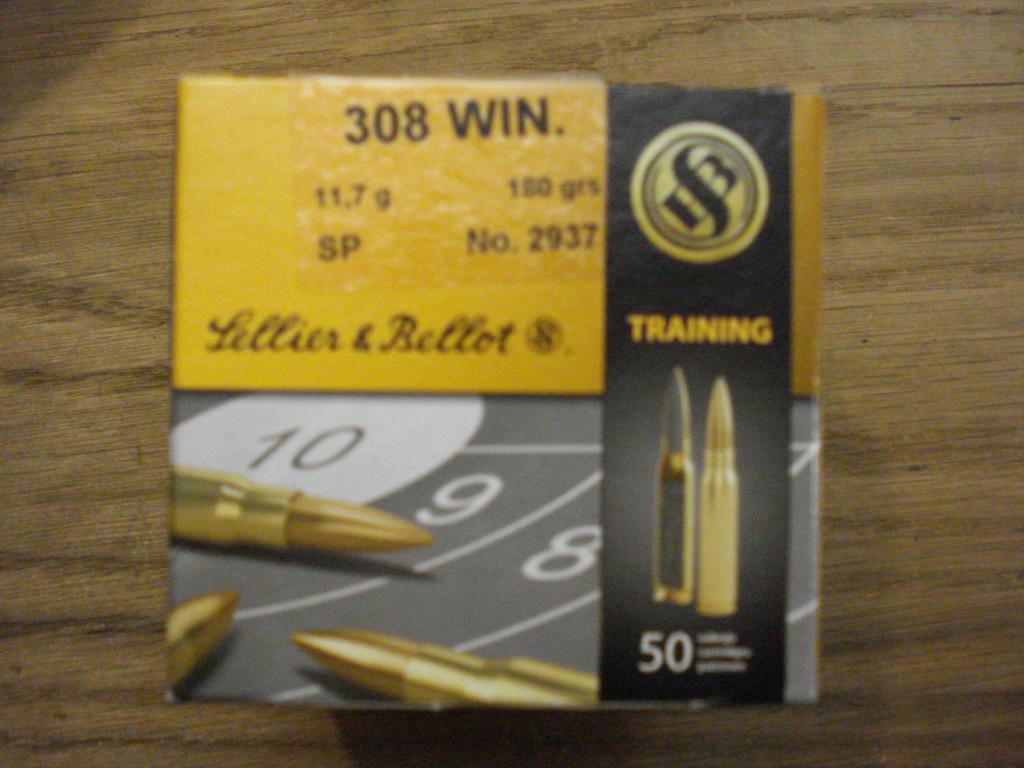 308 WIN.
11,7 g 180 grs
SP No. 2937
Sellier & Bellot
TRAINING
10
9
8
50